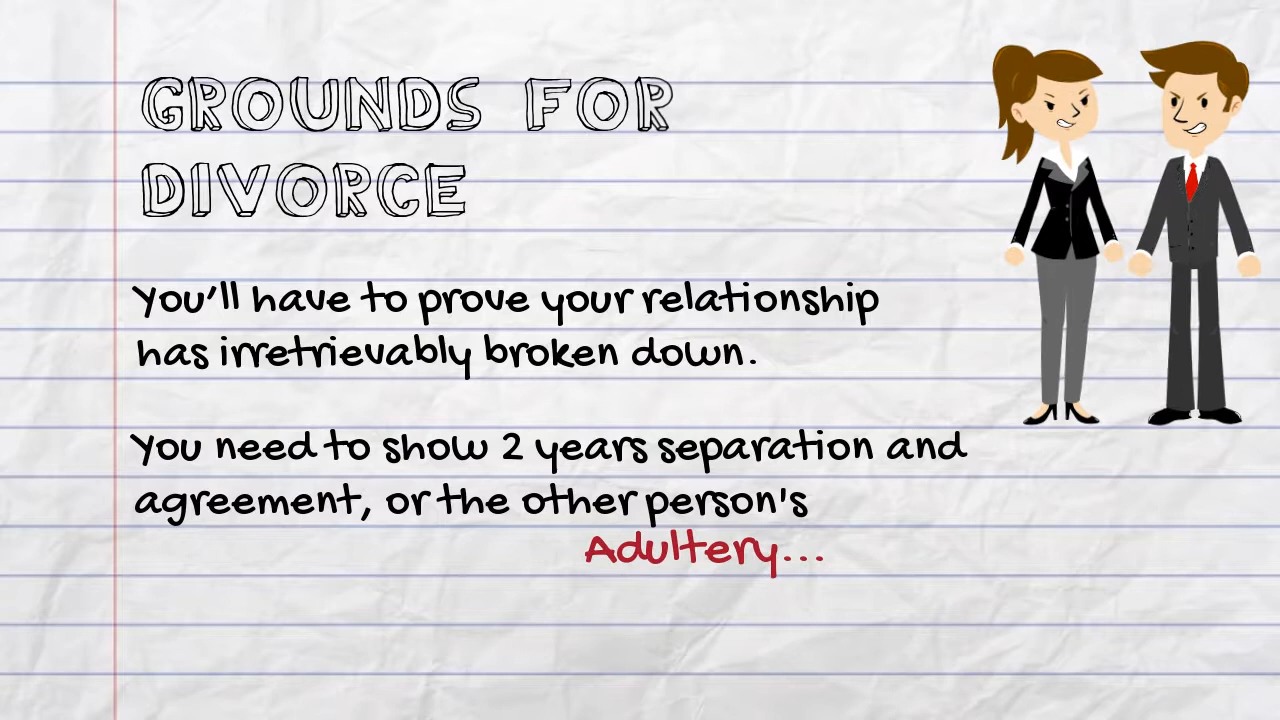 GROUNDS FOR
DIVORCE
You'll have to prove your relationship
has irretrievably broken down.
You need to show 2 years separation and
agreement, or the other person's
Adultery...